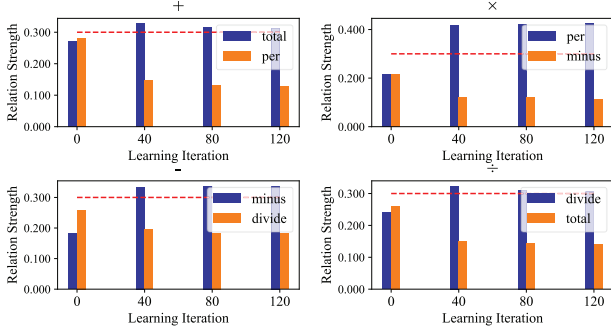 +
Relation Strength
0.300
0.200
0.100
0.000
total
per
0
40
80
120
Learning Iteration
×
Relation Strength
0.400
0.200
0.000
per
minus
0
40
80
120
Learning Iteration
-
Relation Strength
0.300
0.200
0.100
0.000
minus
divide
0
40
80
120
Learning Iteration
÷
Relation Strength
0.300
0.200
0.100
0.000
divide
total
0
40
80
120
Learning Iteration